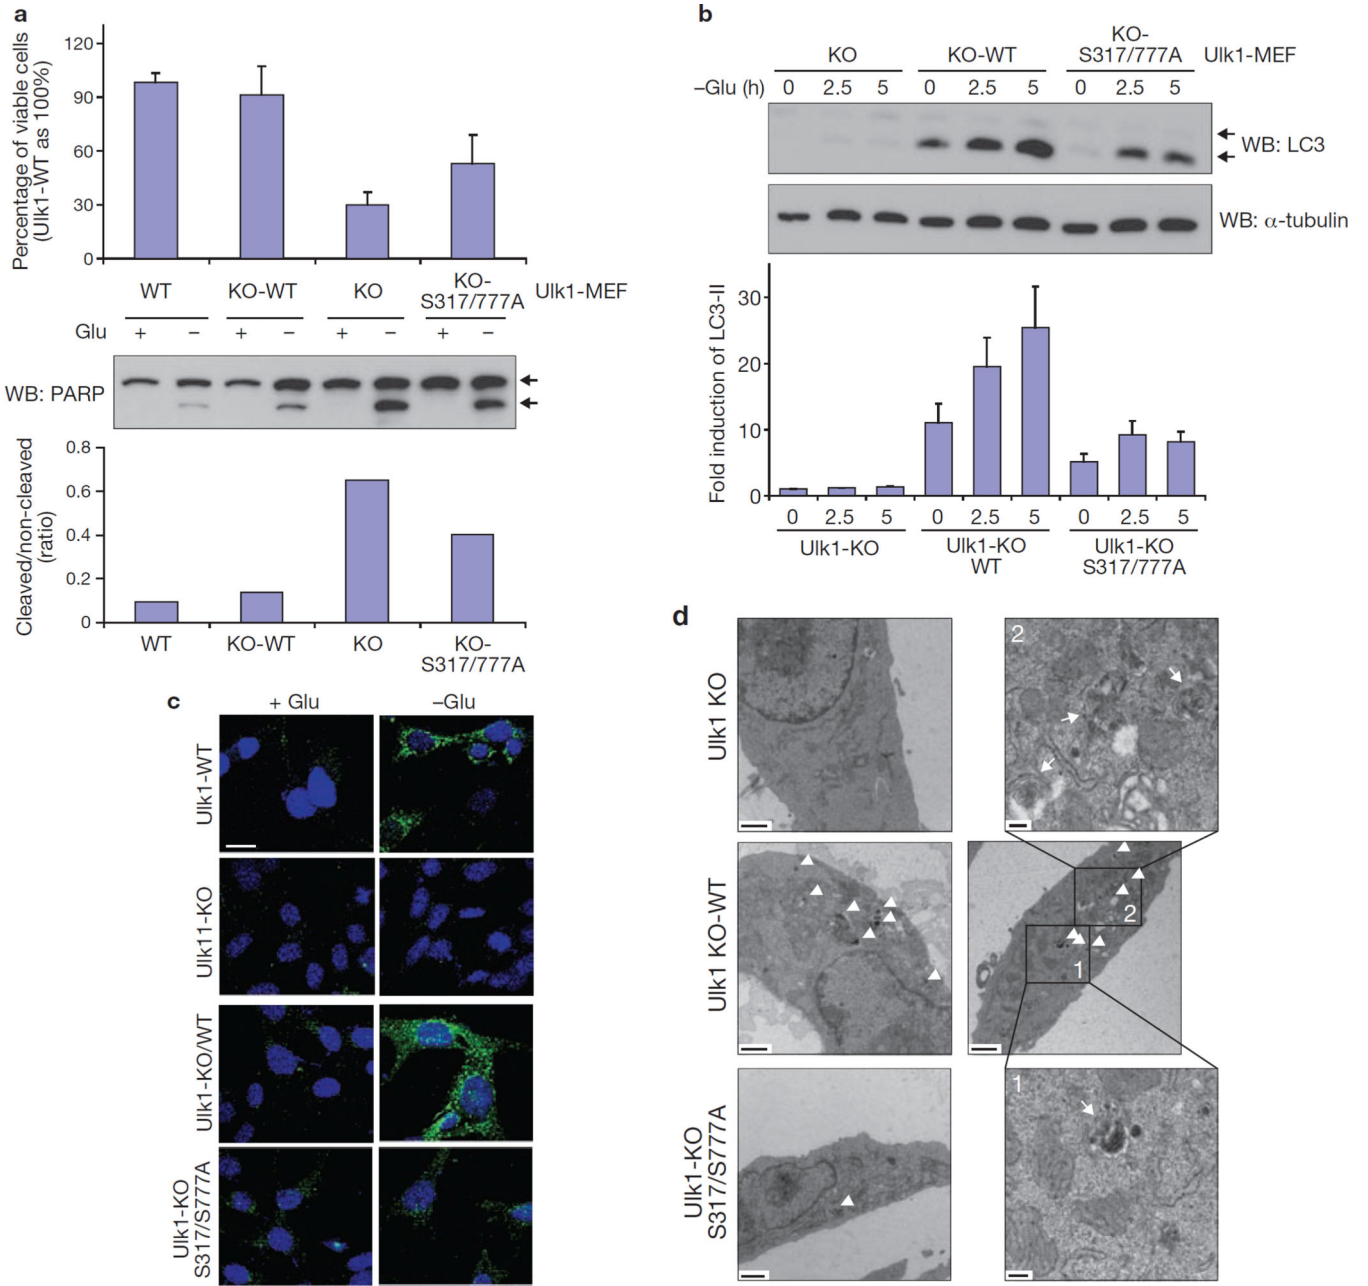 a
Percentage of viable cells
(Ulk1-WT as 100%)
120
90
60
30
0
WT
KO-WT
KO
KO-
S317/777A
Ulk1-MEF
Glu
+
–
+
–
+
–
+
–
WB: PARP
Cleaved/non-cleaved
(ratio)
0.8
0.6
0.4
0.2
0
WT
KO-WT
KO
KO-
S317/777A
b
KO
KO-WT
KO-
S317/777A
Ulk1-MEF
–Glu (h)
0
2.5
5
0
2.5
5
0
2.5
5
WB: LC3
WB: α-tubulin
Fold induction of LC3-II
30
20
10
0
0
2.5
5
0
2.5
5
0
2.5
5
Ulk1-KO
Ulk1-KO
WT
Ulk1-KO
S317/777A
c
+ Glu
–Glu
Ulk1-WT
Ulk11-KO
Ulk1-KO/WT
Ulk1-KO
S317/S777A
d
Ulk1 KO
2
Ulk1 KO-WT
2
1
Ulk1-KO
S317/S777A
1